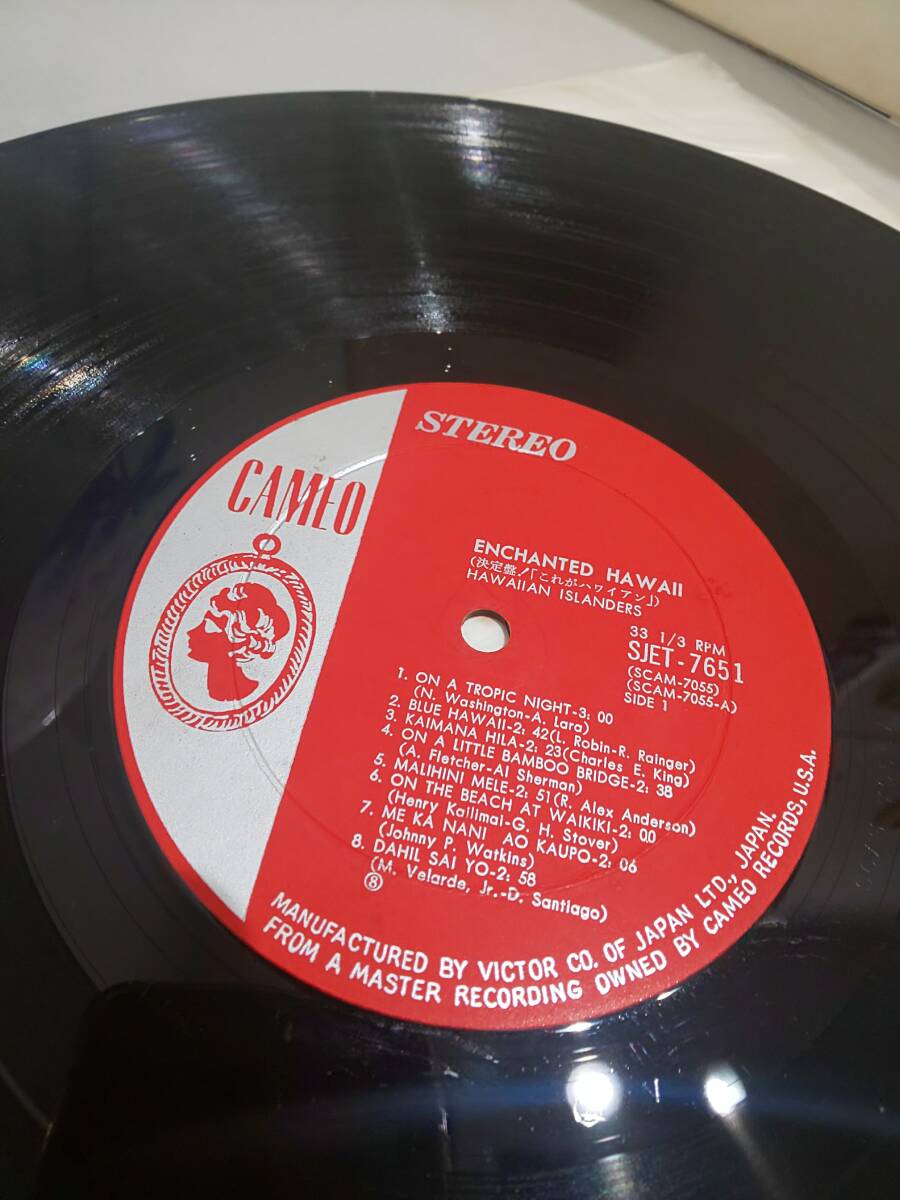 STEREO
CAMEO
ENCHANTED HAWAII
(決定盤!「これがハワイアン」)
HAWAIIAN ISLANDERS
33 1/3 RPM
SJET-7651
(SCAM-7055)
(SCAM-7055-A)
SIDE 1
1. ON A TROPIC NIGHT-3:00
(N. Washington-A. Lara)
2. BLUE HAWAII-2:42(L. Robin-R. Rainger)
3. KAIMANA HILA-2:23(Charles E. King)
4. ON A LITTLE BAMBOO BRIDGE-2:38
(A. Fletcher-Al Sherman)
5. MALIHINI MELE-2:51(R. Alex Anderson)
6. ON THE BEACH AT WAIKIKI-2:00
(Henry Kailimai-G. H. Stover)
7. ME KA NANI AO KAUPO-2:06
(Johnny P. Watkins)
8. DAHIL SAI YO-2:58
(M. Velarde, Jr.-D. Santiago)
⑧
MANUFACTURED BY VICTOR CO. OF JAPAN LTD., JAPAN.
FROM A MASTER RECORDING OWNED BY CAMEO RECORDS, U.S.A.